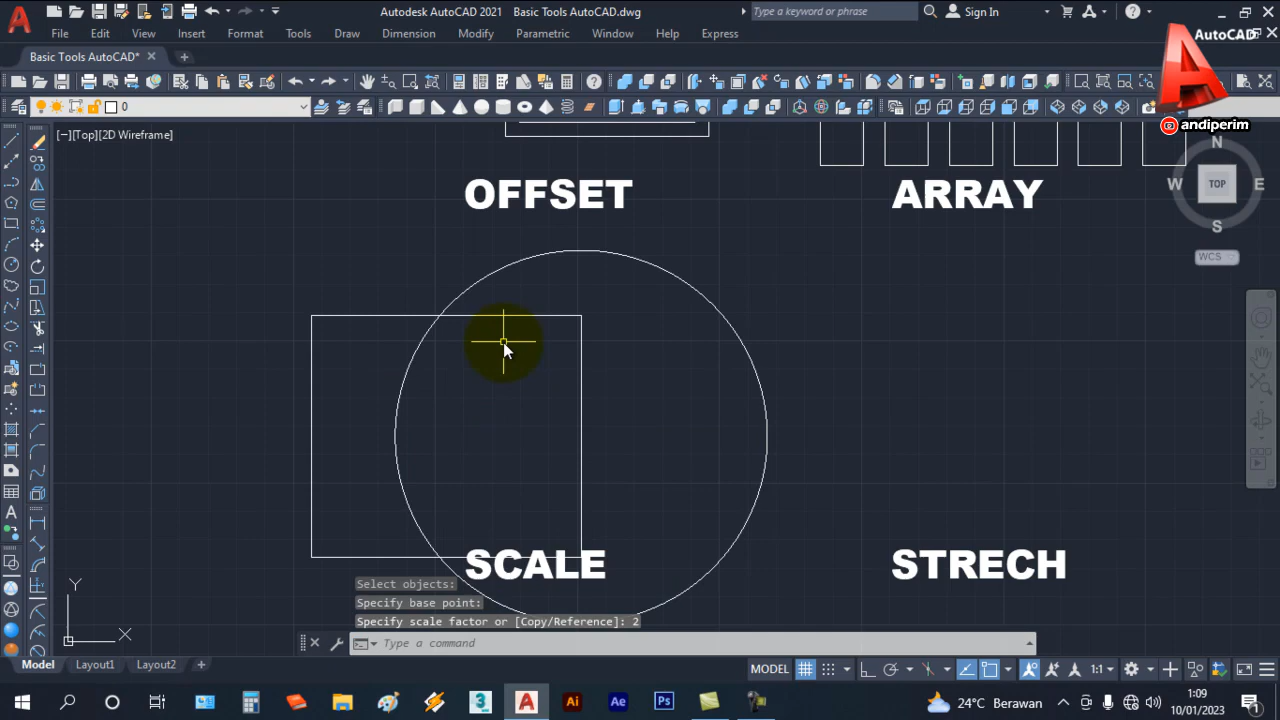 Autodesk AutoCAD 2021 Basic Tools AutoCAD.dwg
Type a keyword or phrase
Sign In
AutoCAD
File Edit View Insert Format Tools Draw Dimension Modify Parametric Window Help Express
Basic Tools AutoCAD*
0
andiperim
[−][Top][2D Wireframe]
N
W TOP E
S
WCS
OFFSET
ARRAY
SCALE
STRECH
Select objects:
Specify base point:
Specify scale factor or [Copy/Reference]: 2
Type a command
Y
X
Model Layout1 Layout2
MODEL
1:1
24°C Berawan
1:09
10/01/2023